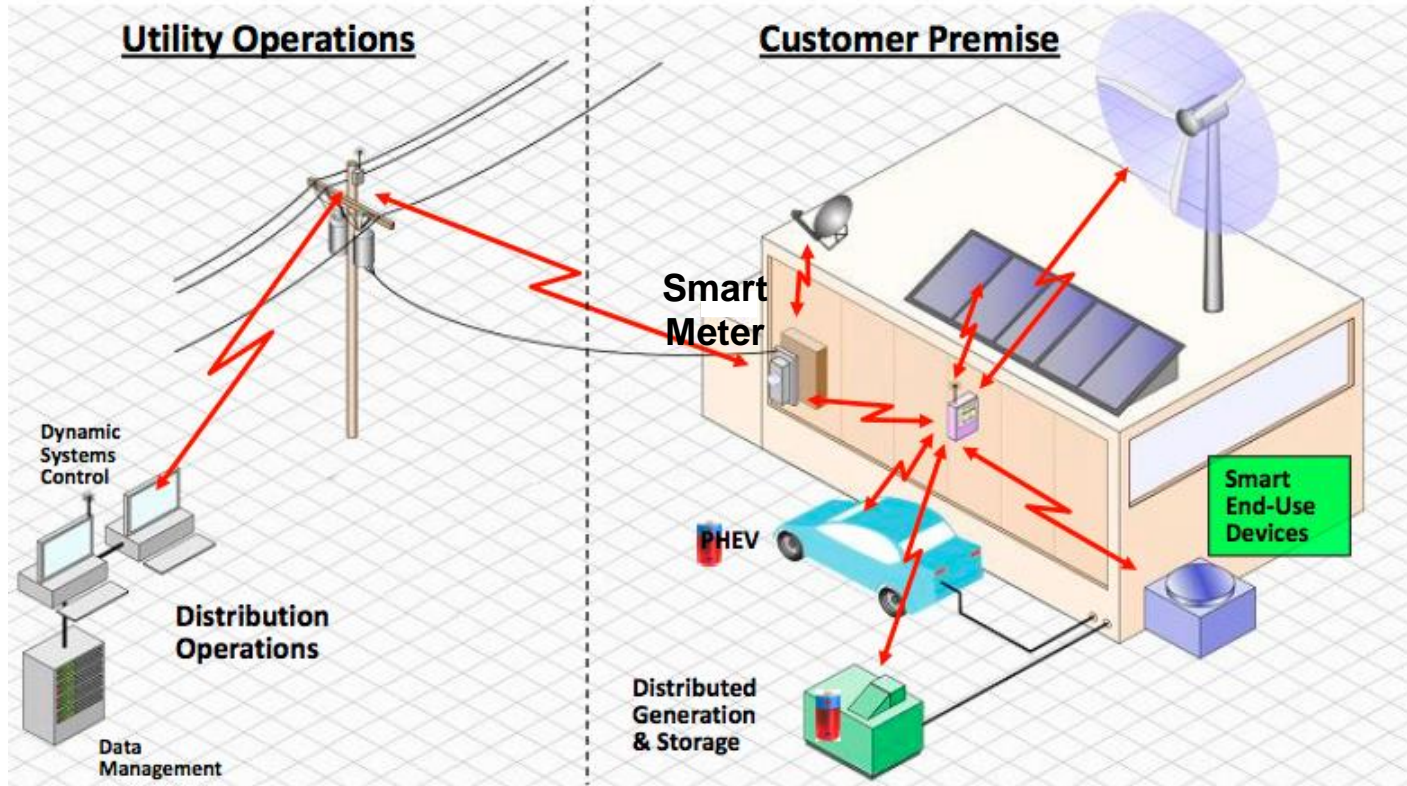 Utility Operations
Customer Premise
Smart
Meter
Dynamic
Systems
Control
Smart
End-Use
Devices
PHEV
Distribution
Operations
Distributed
Generation
& Storage
Data
Management